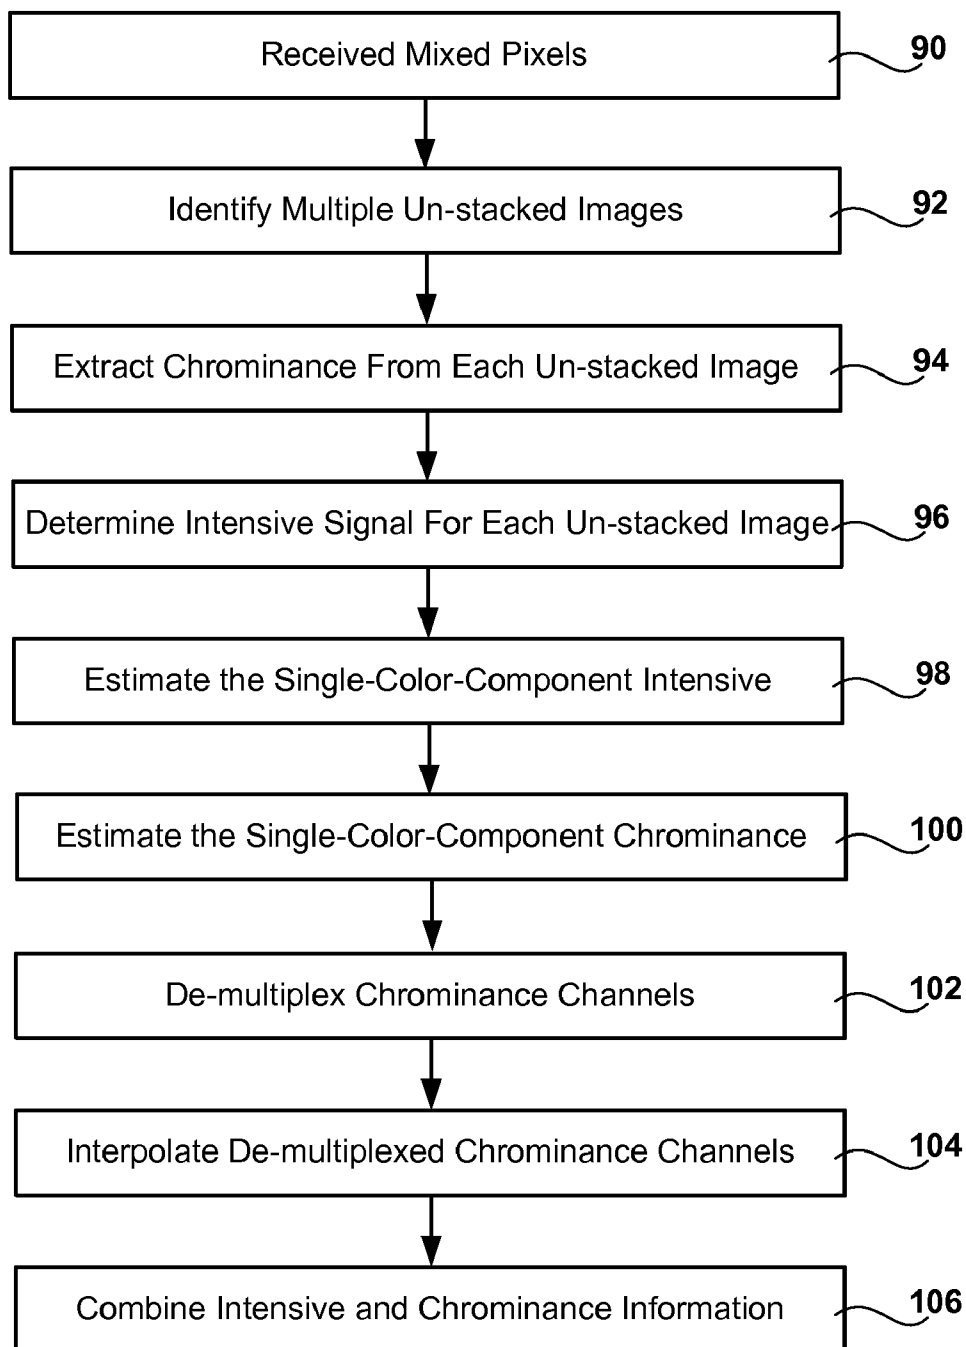 Received Mixed Pixels
90
Identify Multiple Un-stacked Images
92
Extract Chrominance From Each Un-stacked Image
94
Determine Intensive Signal For Each Un-stacked Image
96
Estimate the Single-Color-Component Intensive
98
Estimate the Single-Color-Component Chrominance
100
De-multiplex Chrominance Channels
102
Interpolate De-multiplexed Chrominance Channels
104
Combine Intensive and Chrominance Information
106